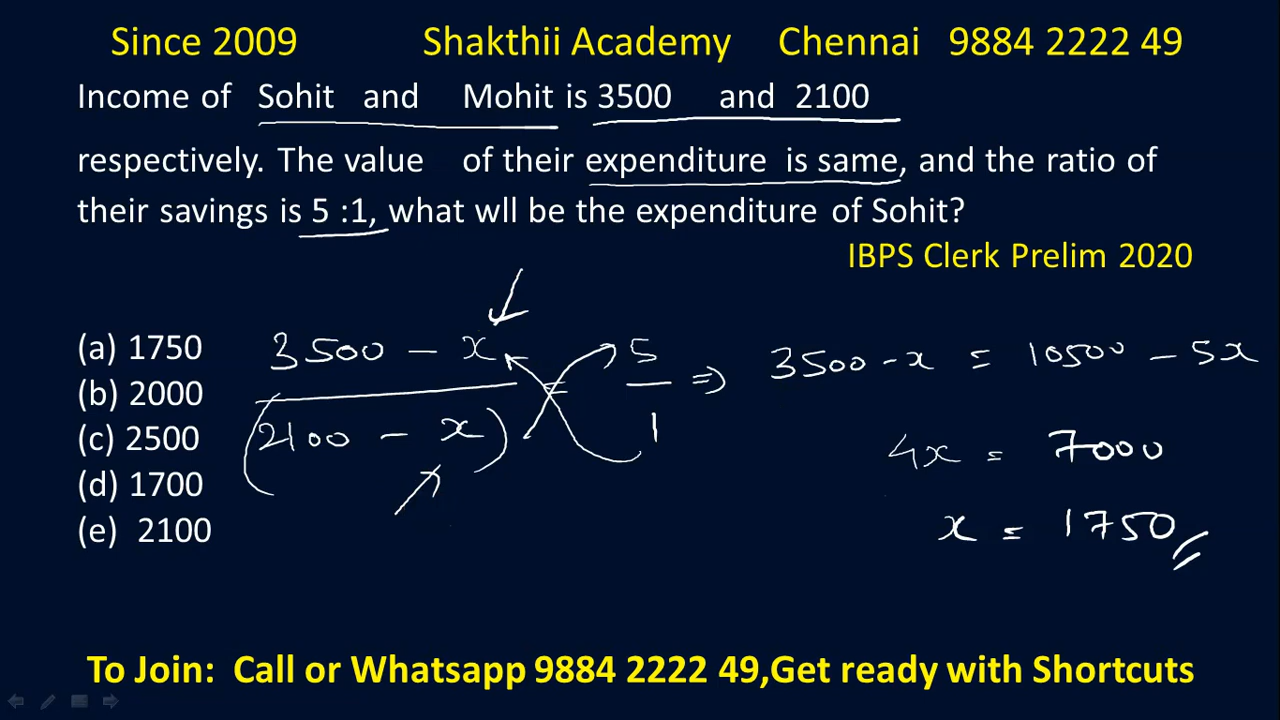 Since 2009 Shakthii Academy Chennai 9884 2222 49
Income of Sohit and Mohit is 3500 and 2100
respectively. The value of their expenditure is same, and the ratio of
their savings is 5 :1, what wll be the expenditure of Sohit?
IBPS Clerk Prelim 2020
(a) 1750
(b) 2000
(c) 2500
(d) 1700
(e) 2100
3500 - x
(2100 - x)
=
5
1
⇒ 3500 - x = 10500 - 5x
4x = 7000
x = 1750
To Join: Call or Whatsapp 9884 2222 49,Get ready with Shortcuts